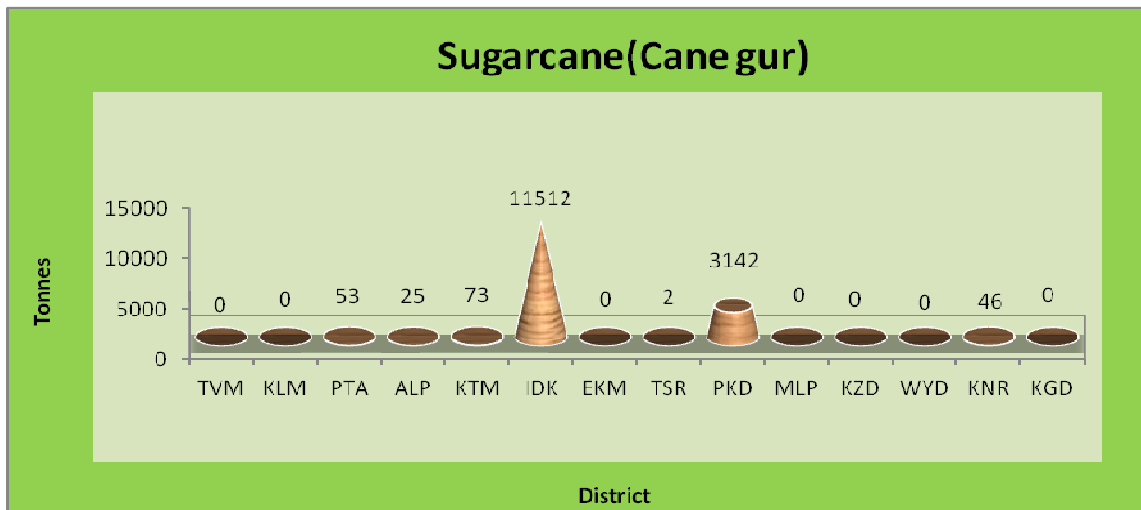 Sugarcane(Cane gur)
11512
15000
10000
3142
5000
0 0 53 25 73 0 2 0 0 0 46 0
0
TVM KLM PTA ALP KTM IDK EKM TSR PKD MLP KZD WYD KNR KGD
Tonnes
District